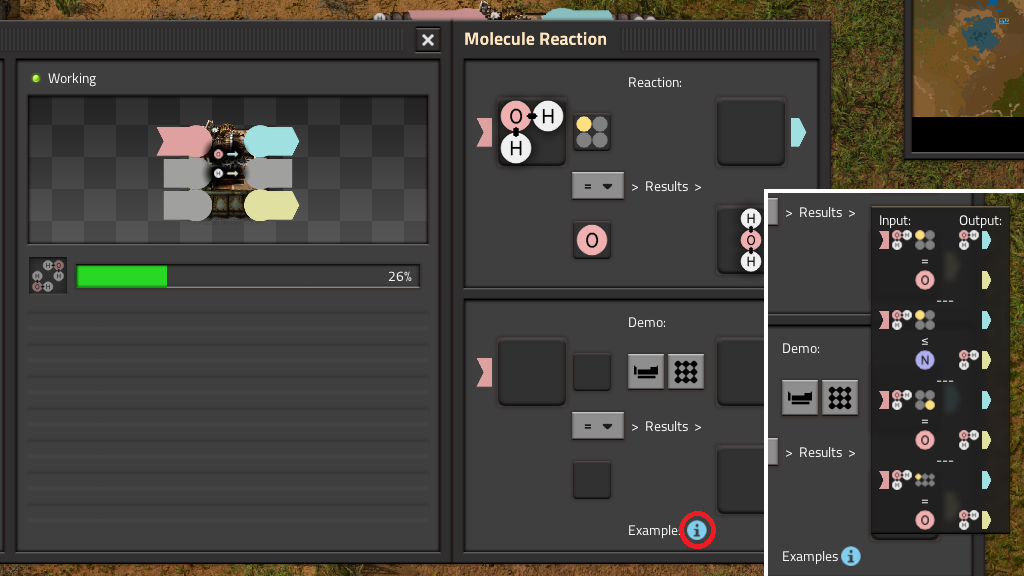 Molecule Reaction
Working
O
H
26%
H O
H H
H H
O O
Reaction:
O H
H
= > Results >
O
H
O
H
Demo:
= > Results >
Example
i
> Results >
Demo:
> Results >
Examples i
Input: Output:
O H O H
H H
=
O
---
O H
H
≤
N O H
H
---
O H
H
=
O O H
H
---
O H
H
=
O O H
H